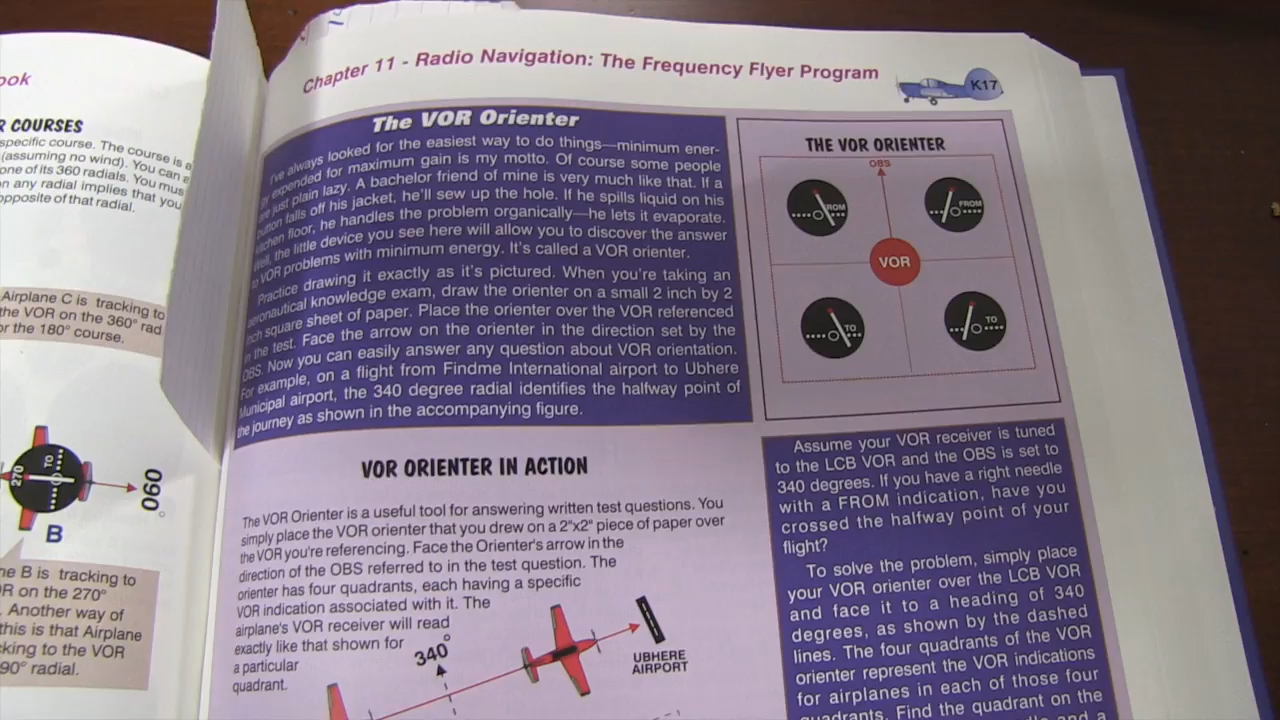 ook
R COURSES
specific course. The course is a
(assuming no wind). You can
one of its 360 radials. You mus
n any radial implies that you
opposite of that radial.
Airplane C is tracking to
the VOR on the 360° rad
or the 180° course.
270
TO
090°
B
ne B is tracking to
R on the 270°
. Another way of
this is that Airplane
cking to the VOR
90° radial.
Chapter 11 - Radio Navigation: The Frequency Flyer Program
K17
The VOR Orienter
I've always looked for the easiest way to do things—minimum ener-
gy expended for maximum gain is my motto. Of course some people
are just plain lazy. A bachelor friend of mine is very much like that. If a
button falls off his jacket, he'll sew up the hole. If he spills liquid on his
kitchen floor, he handles the problem organically—he lets it evaporate.
Well, the little device you see here will allow you to discover the answer
to VOR problems with minimum energy. It's called a VOR orienter.
Practice drawing it exactly as it's pictured. When you're taking an
aeronautical knowledge exam, draw the orienter on a small 2 inch by 2
inch square sheet of paper. Place the orienter over the VOR referenced
in the test. Face the arrow on the orienter in the direction set by the
OBS. Now you can easily answer any question about VOR orientation.
For example, on a flight from Findme International airport to Ubhere
Municipal airport, the 340 degree radial identifies the halfway point of
the journey as shown in the accompanying figure.
THE VOR ORIENTER
OBS
FROM
FROM
VOR
TO
TO
VOR ORIENTER IN ACTION
The VOR Orienter is a useful tool for answering written test questions. You
simply place the VOR orienter that you drew on a 2"x2" piece of paper over
the VOR you're referencing. Face the Orienter's arrow in the
direction of the OBS referred to in the test question. The
orienter has four quadrants, each having a specific
VOR indication associated with it. The
airplane's VOR receiver will read
exactly like that shown for
a particular
quadrant.
340°
UBHERE
AIRPORT
Assume your VOR receiver is tuned
to the LCB VOR and the OBS is set to
340 degrees. If you have a right needle
with a FROM indication, have you
crossed the halfway point of your
flight?
To solve the problem, simply place
your VOR orienter over the LCB VOR
and face it to a heading of 340
degrees, as shown by the dashed
lines. The four quadrants of the VOR
orienter represent the VOR indications
for airplanes in each of those four
quadrants. Find the quadrant on the